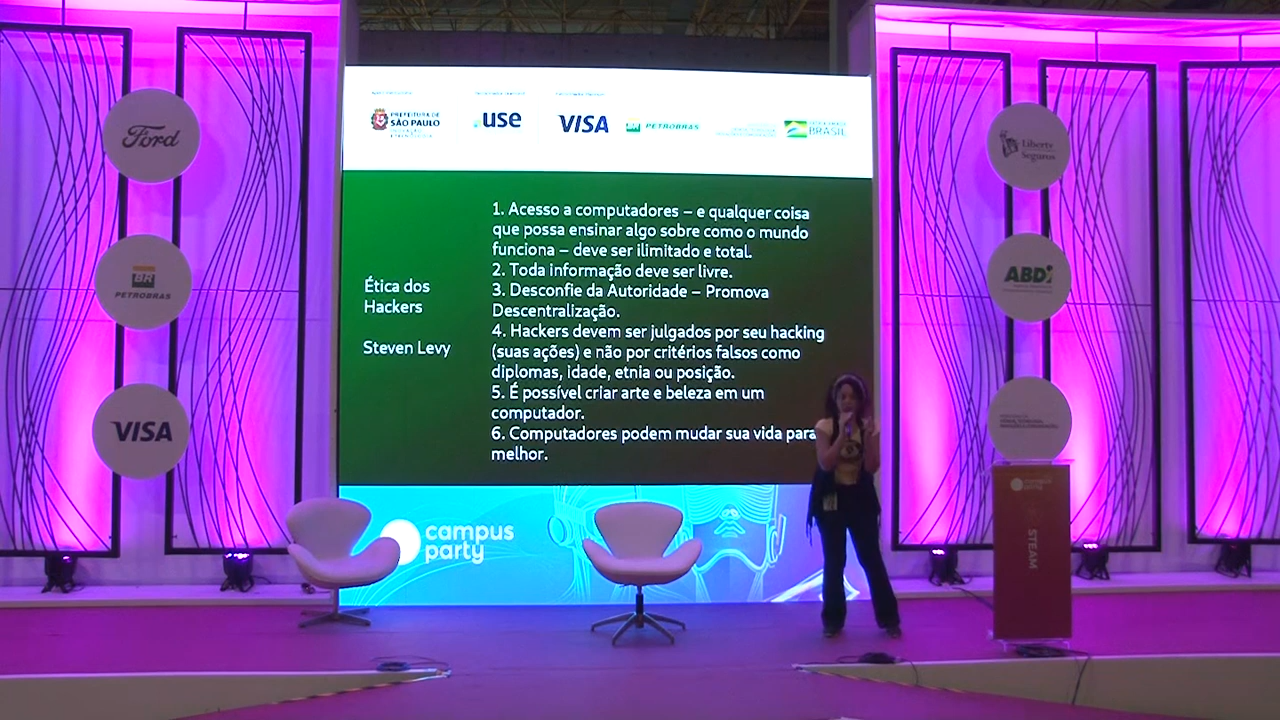 Ford
BR
PETROBRAS
VISA
PREFEITURA DE
SÃO PAULO
.use
VISA
BR PETROBRAS
BRASIL
Ética dos
Hackers
Steven Levy
1. Acesso a computadores – e qualquer coisa
que possa ensinar algo sobre como o mundo
funciona – deve ser ilimitado e total.
2. Toda informação deve ser livre.
3. Desconfie da Autoridade – Promova
Descentralização.
4. Hackers devem ser julgados por seu hacking
(suas ações) e não por critérios falsos como
diplomas, idade, etnia ou posição.
5. É possível criar arte e beleza em um
computador.
6. Computadores podem mudar sua vida para
melhor.
campus
party
Liberty
Seguros
ABDI
campus
party
STEAM